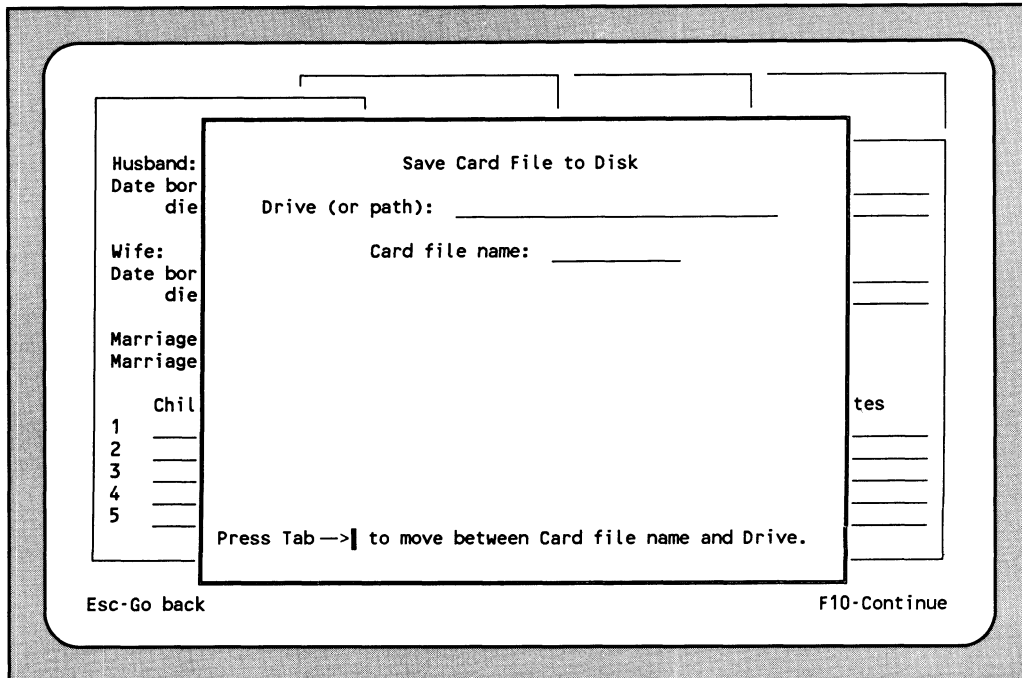 Husband:
Date bor
die
Wife:
Date bor
die
Marriage
Marriage
Chil
1
2
3
4
5
Save Card File to Disk
Drive (or path):
Card file name:
Press Tab —> to move between Card file name and Drive.
tes
Esc-Go back
F10-Continue